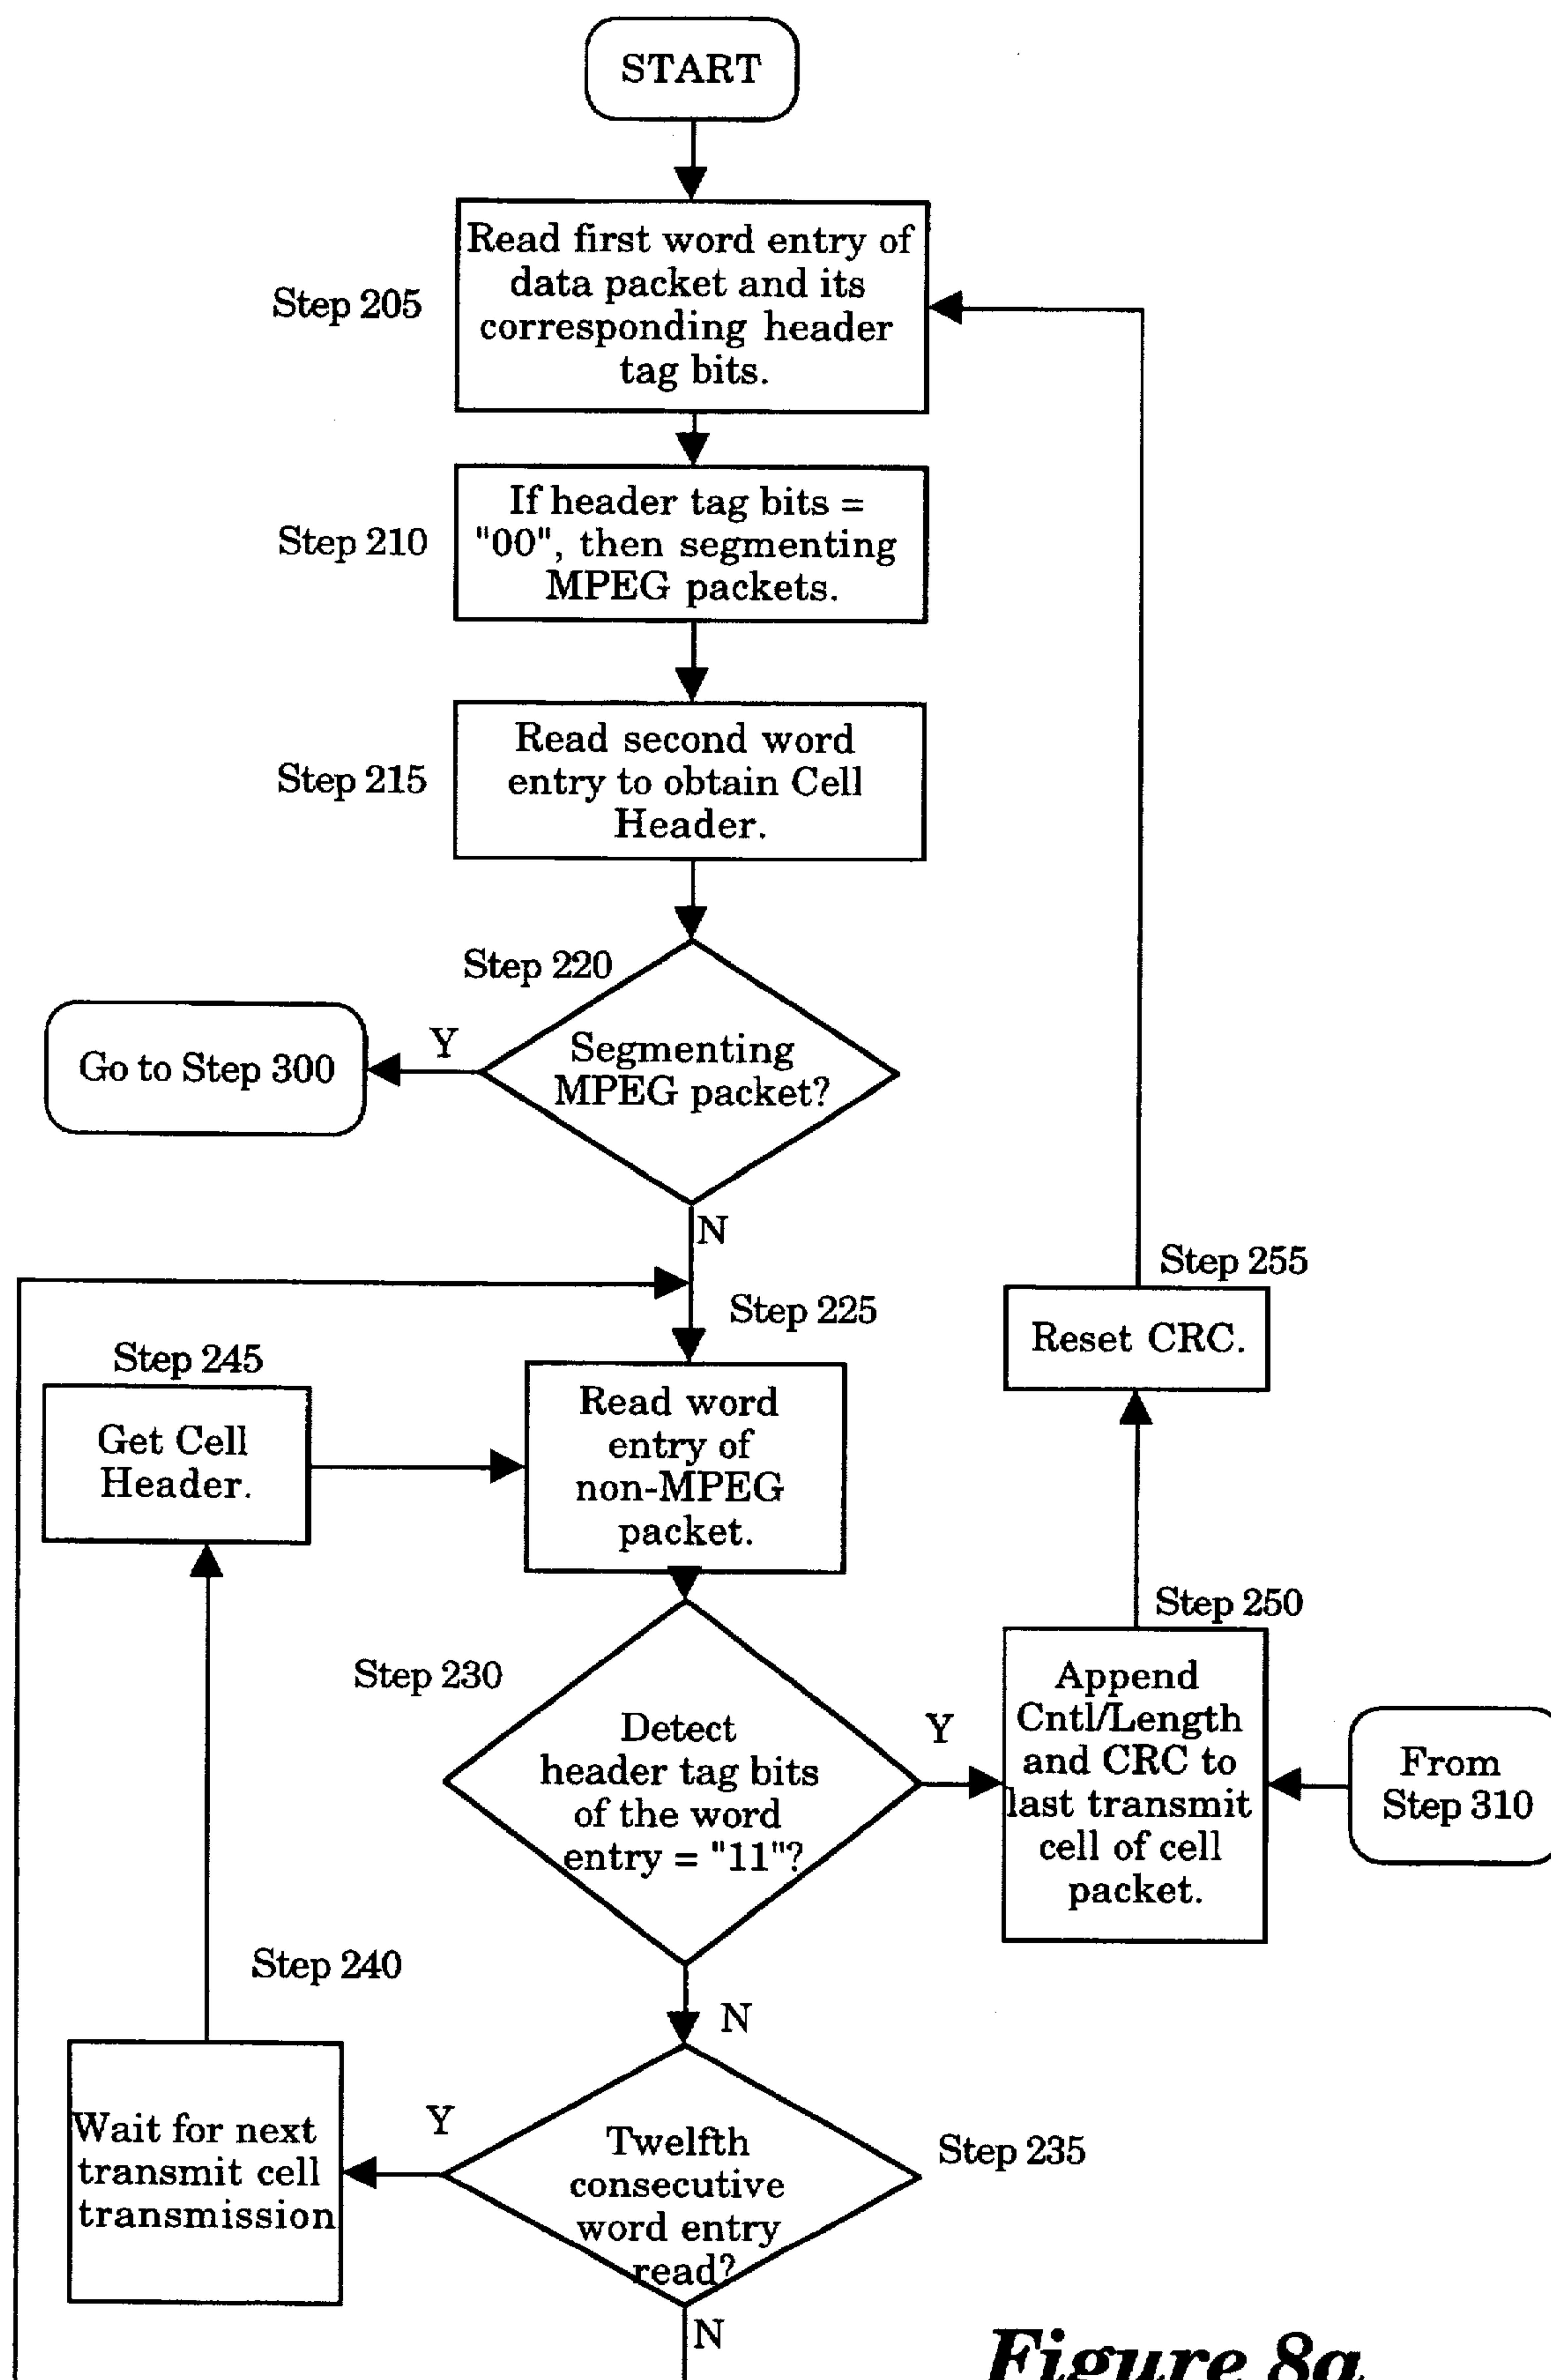 START
Read first word entry of
data packet and its
corresponding header
tag bits.
Step 205
If header tag bits =
"00", then segmenting
MPEG packets.
Step 210
Read second word
entry to obtain Cell
Header.
Step 215
Step 220
Segmenting
MPEG packet?
Y
Go to Step 300
N
Step 255
Reset CRC.
Step 225
Step 245
Get Cell
Header.
Read word
entry of
non-MPEG
packet.
Step 250
Append
Cntl/Length
and CRC to
last transmit
cell of cell
packet.
From
Step 310
Step 230
Detect
header tag bits
of the word
entry = "11"?
Y
N
Step 240
Wait for next
transmit cell
transmission
Y
Twelfth
consecutive
word entry
read?
Step 235
N
Figure 8a